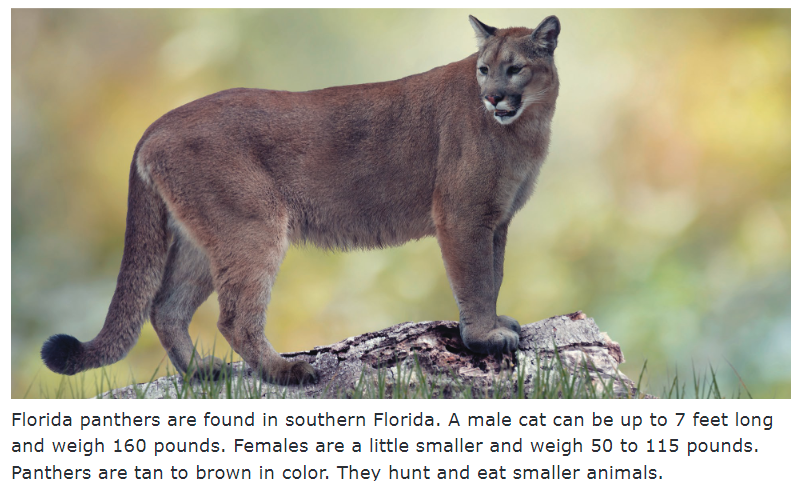 Florida panthers are found in southern Florida. A male cat can be up to 7 feet long
and weigh 160 pounds. Females are a little smaller and weigh 50 to 115 pounds.
Panthers are tan to brown in color. They hunt and eat smaller animals.